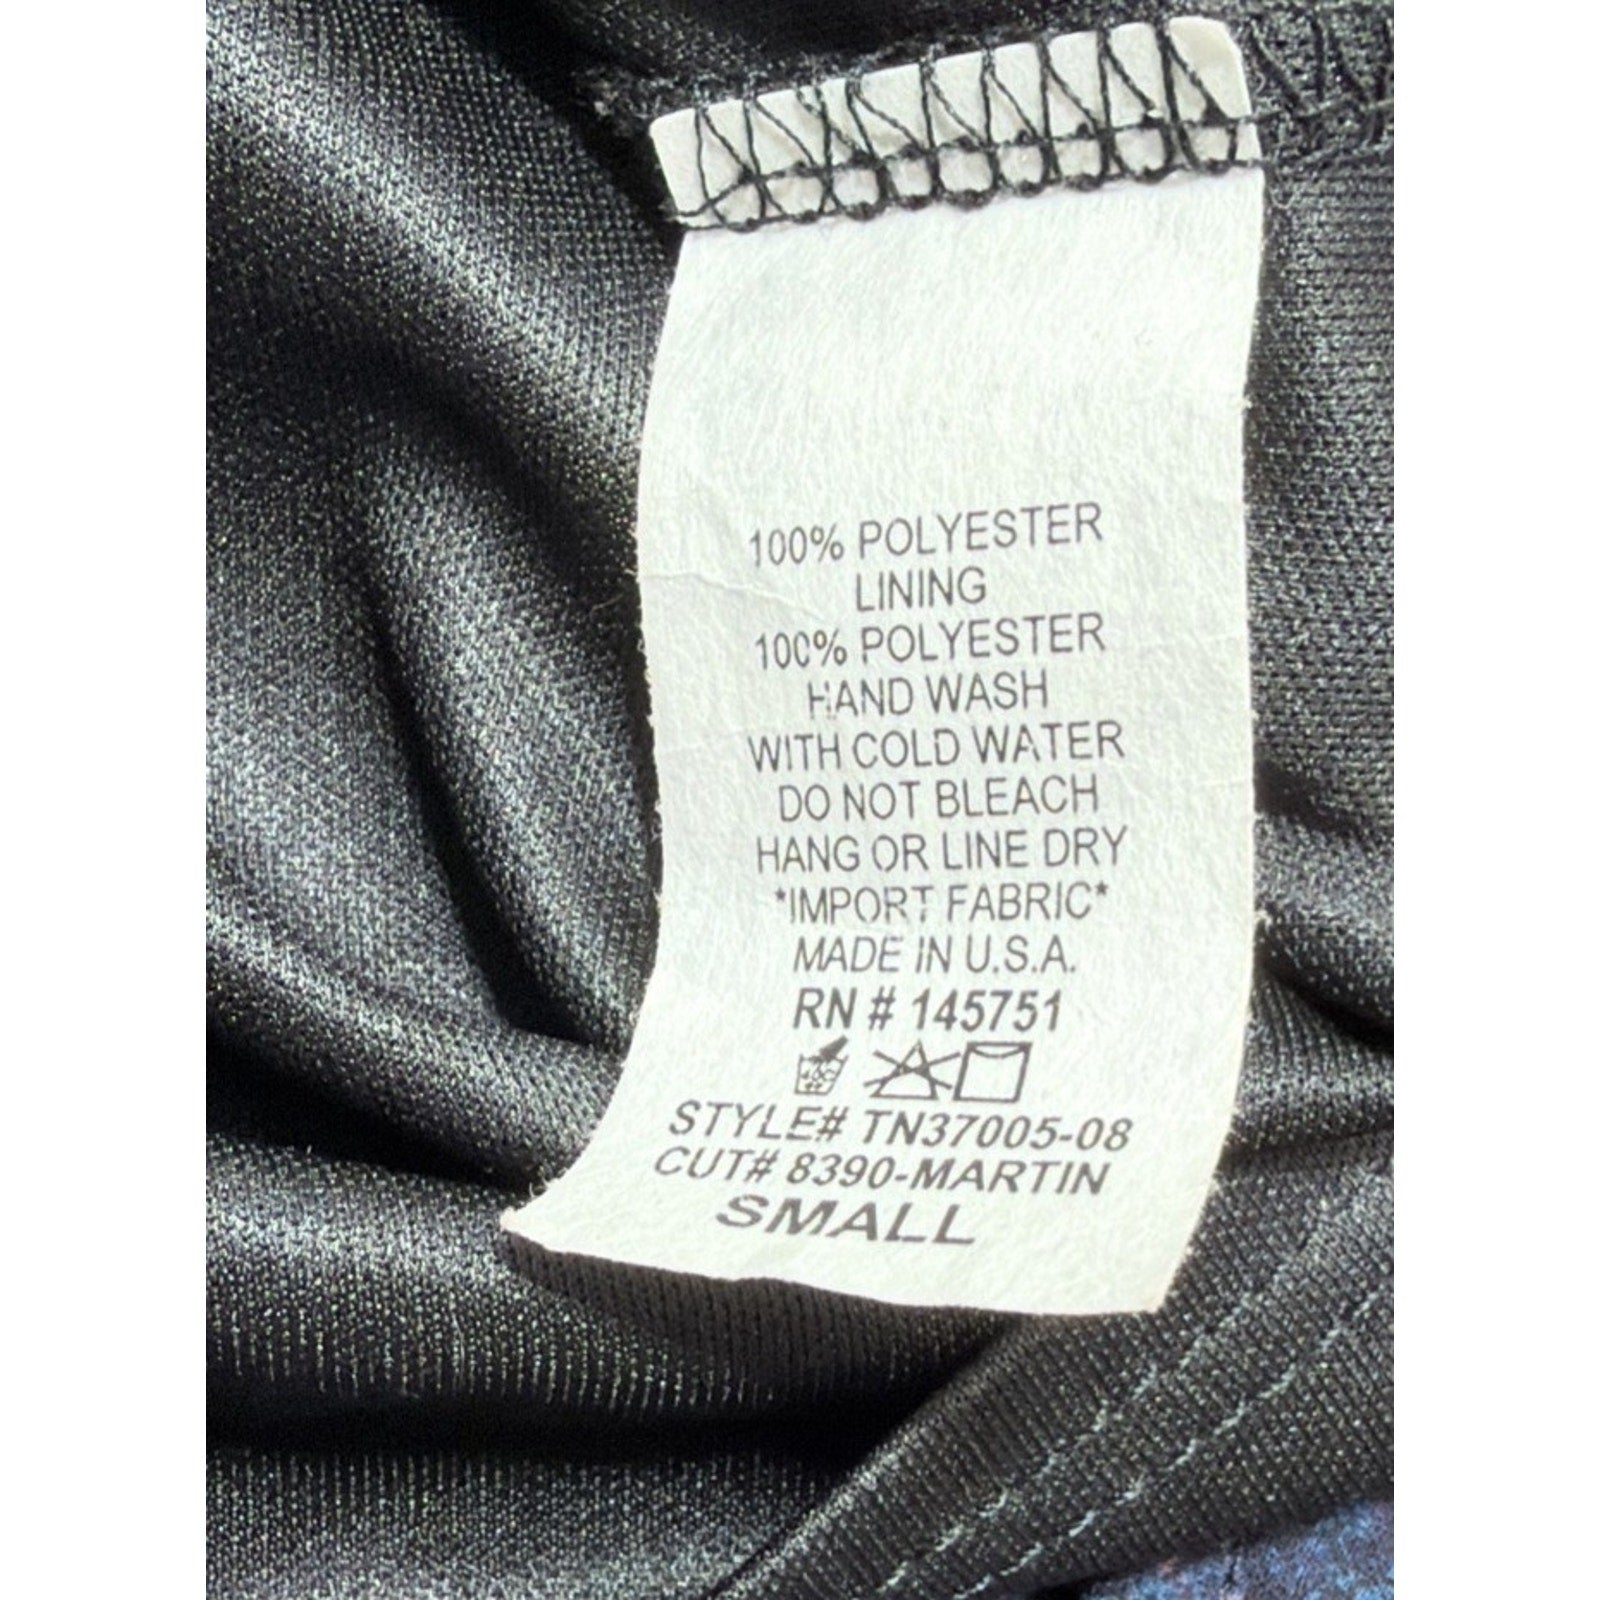 100% POLYESTER
LINING
100% POLYESTER
HAND WASH
WITH COLD WATER
DO NOT BLEACH
HANG OR LINE DRY
*IMPORT FABRIC*
MADE IN U.S.A.
RN # 145751
40C
STYLE# TN37005-08
CUT# 8390-MARTIN
SMALL